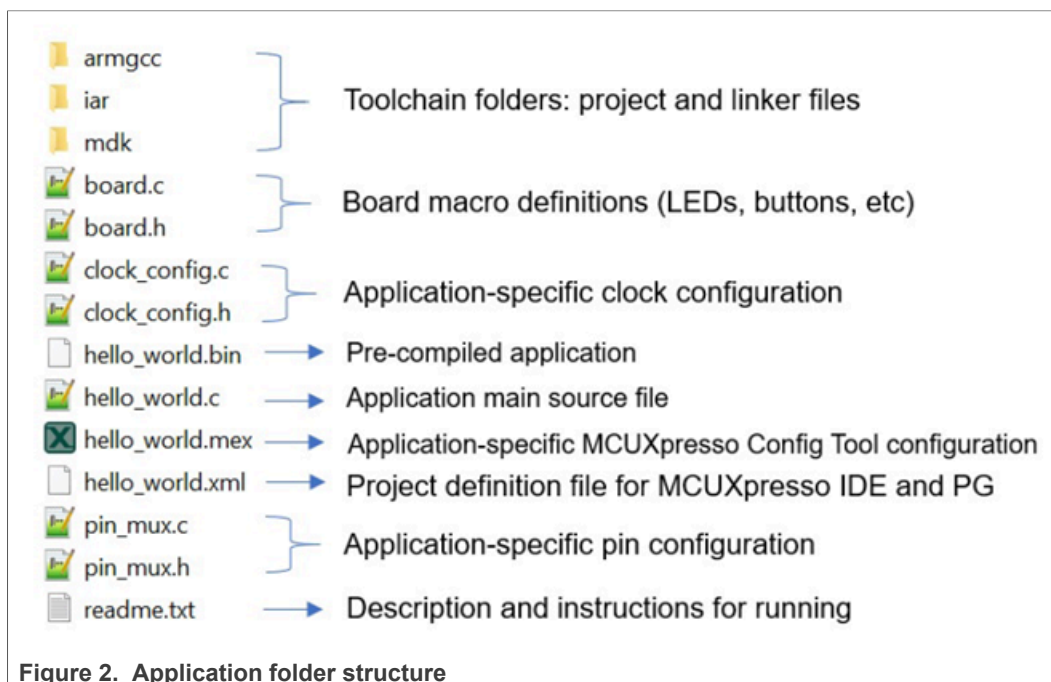 armgcc
iar
mdk
Toolchain folders: project and linker files
board.c
board.h
Board macro definitions (LEDs, buttons, etc)
clock_config.c
clock_config.h
Application-specific clock configuration
hello_world.bin Pre-compiled application
hello_world.c Application main source file
hello_world.mex Application-specific MCUXpresso Config Tool configuration
hello_world.xml Project definition file for MCUXpresso IDE and PG
pin_mux.c
pin_mux.h
Application-specific pin configuration
readme.txt Description and instructions for running
Figure 2. Application folder structure